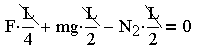 F·L/4 + mg·L/2 − N₂·L/2 = 0